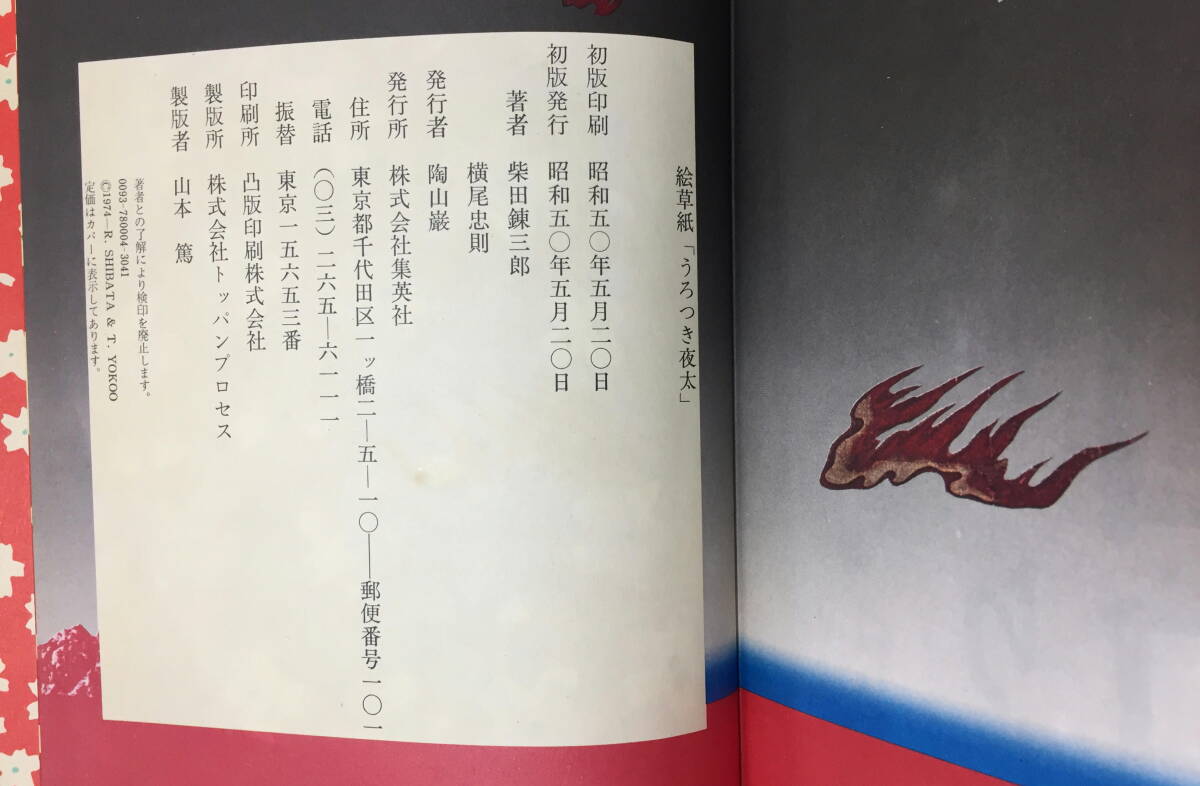 絵草紙「うろつき夜太」
初版印刷 昭和五〇年五月二〇日
初版発行 昭和五〇年五月二〇日
著者 柴田錬三郎
横尾忠則
発行者 陶山巌
発行所 株式会社集英社
住所 東京都千代田区一ッ橋二―五―一〇――郵便番号一〇一
電話 (〇三)二六五―六一一一
振替 東京一五六五三番
印刷所 凸版印刷株式会社
製版所 株式会社トッパンプロセス
製版者 山本 篤
著者との了解により検印を廃止します。
0093-780004-3041
©1974―R. SHIBATA & T. YOKOO
定価はカバーに表示してあります。